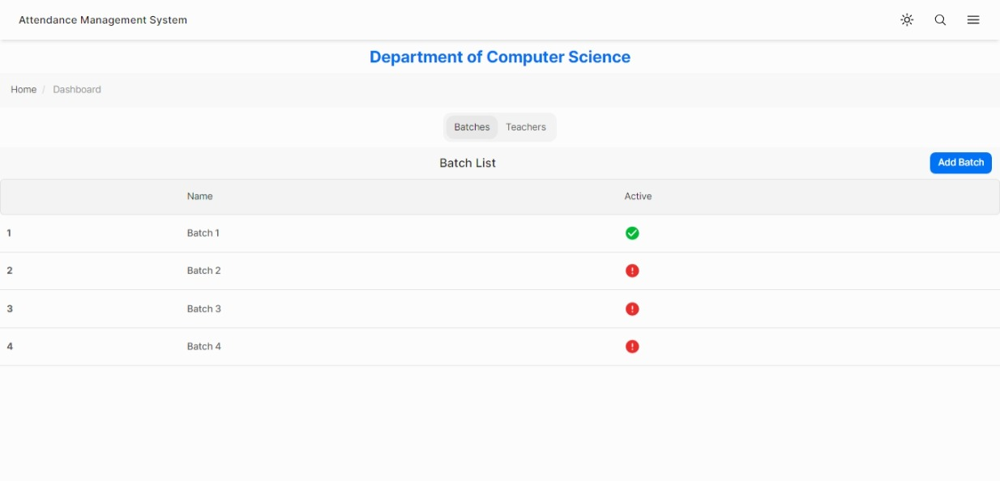 Attendance Management System
Department of Computer Science
Home / Dashboard
Batches Teachers
Batch List Add Batch
Name Active
1 Batch 1
2 Batch 2
3 Batch 3
4 Batch 4